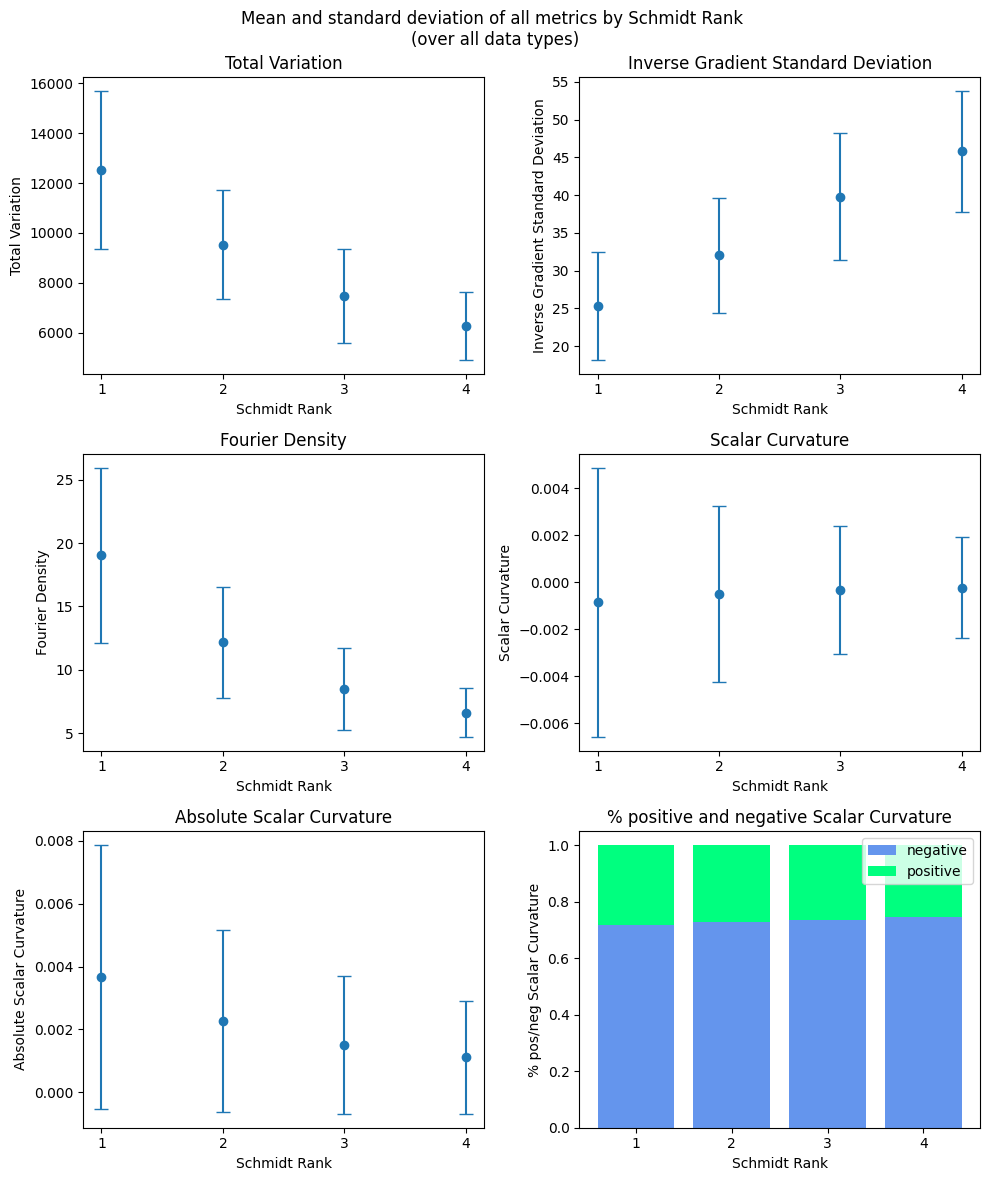 Mean and standard deviation of all metrics by Schmidt Rank
(over all data types)
Total Variation
16000
14000
12000
10000
8000
6000
Total Variation
1 2 3 4
Schmidt Rank
Inverse Gradient Standard Deviation
55
50
45
40
35
30
25
20
Inverse Gradient Standard Deviation
1 2 3 4
Schmidt Rank
Fourier Density
25
20
15
10
5
Fourier Density
1 2 3 4
Schmidt Rank
Scalar Curvature
0.004
0.002
0.000
−0.002
−0.004
−0.006
Scalar Curvature
1 2 3 4
Schmidt Rank
Absolute Scalar Curvature
0.008
0.006
0.004
0.002
0.000
Absolute Scalar Curvature
1 2 3 4
Schmidt Rank
% positive and negative Scalar Curvature
1.0
0.8
0.6
0.4
0.2
0.0
% pos/neg Scalar Curvature
negative
positive
1 2 3 4
Schmidt Rank